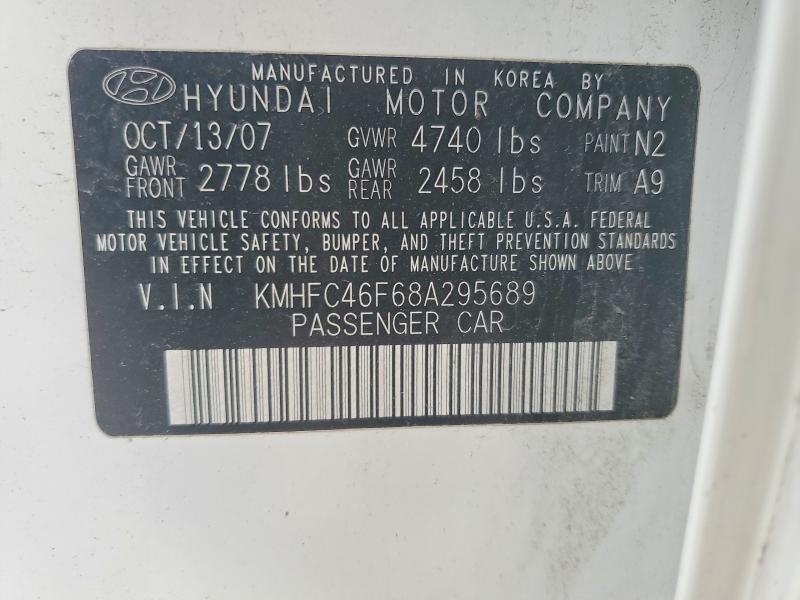 MANUFACTURED IN KOREA BY
HYUNDAI MOTOR COMPANY
OCT/13/07 GVWR 4740 lbs PAINT N2
GAWR FRONT 2778 lbs GAWR REAR 2458 lbs TRIM A9
THIS VEHICLE CONFORMS TO ALL APPLICABLE U.S.A. FEDERAL
MOTOR VEHICLE SAFETY, BUMPER, AND THEFT PREVENTION STANDARDS
IN EFFECT ON THE DATE OF MANUFACTURE SHOWN ABOVE
V.I.N KMHFC46F68A295689
PASSENGER CAR